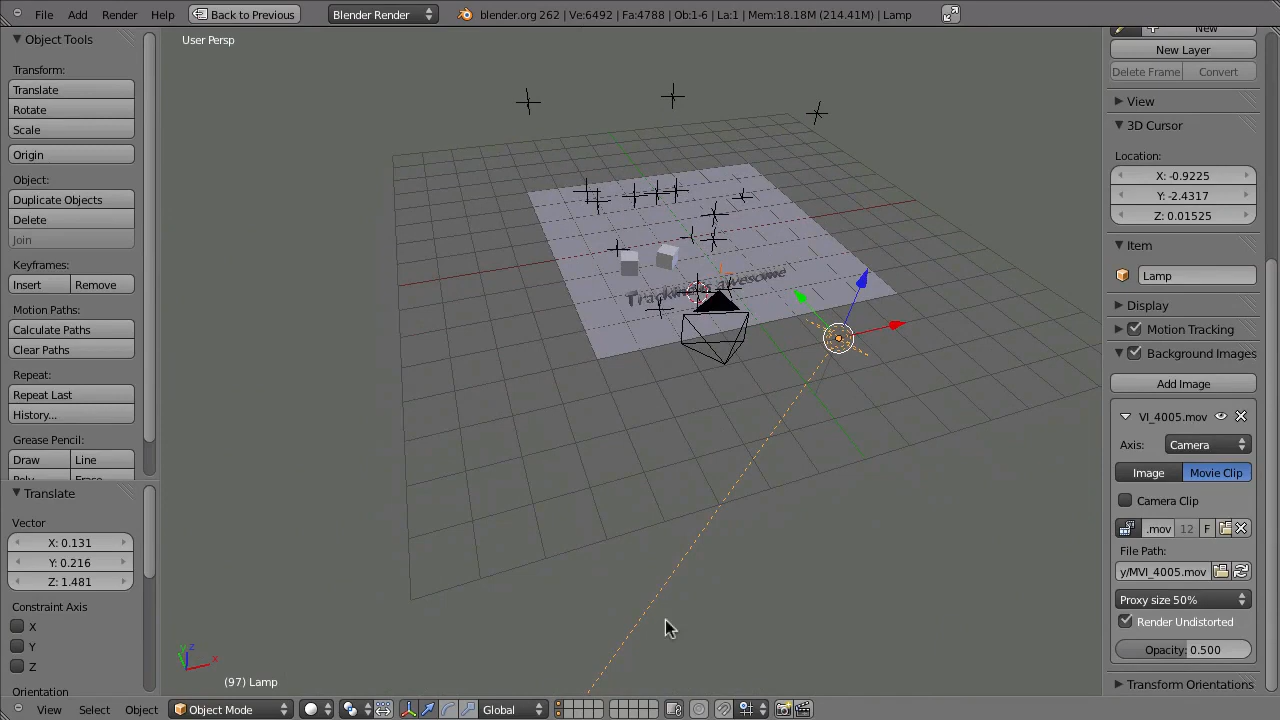 File Add Render Help Back to Previous Blender Render blender.org 262 | Ve:6492 | Fa:4788 | Ob:1-6 | La:1 | Mem:18.18M (214.41M) | Lamp
Object Tools
Transform:
Translate
Rotate
Scale
Origin
Object:
Duplicate Objects
Delete
Join
Keyframes:
Insert Remove
Motion Paths:
Calculate Paths
Clear Paths
Repeat:
Repeat Last
History...
Grease Pencil:
Draw Line
Translate
Vector
X: 0.131
Y: 0.216
Z: 1.481
Constraint Axis
X
Y
Z
Orientation
User Persp
awesome
y z
x
(97) Lamp
New
New Layer
Delete Frame Convert
View
3D Cursor
Location:
X: -0.9225
Y: -2.4317
Z: 0.01525
Item
Lamp
Display
Motion Tracking
Background Images
Add Image
VI_4005.mov
Axis: Camera
Image Movie Clip
Camera Clip
.mov 12 F
File Path:
y/MVI_4005.mov
Proxy size 50%
Render Undistorted
Opacity: 0.500
Transform Orientations
View Select Object Object Mode Global